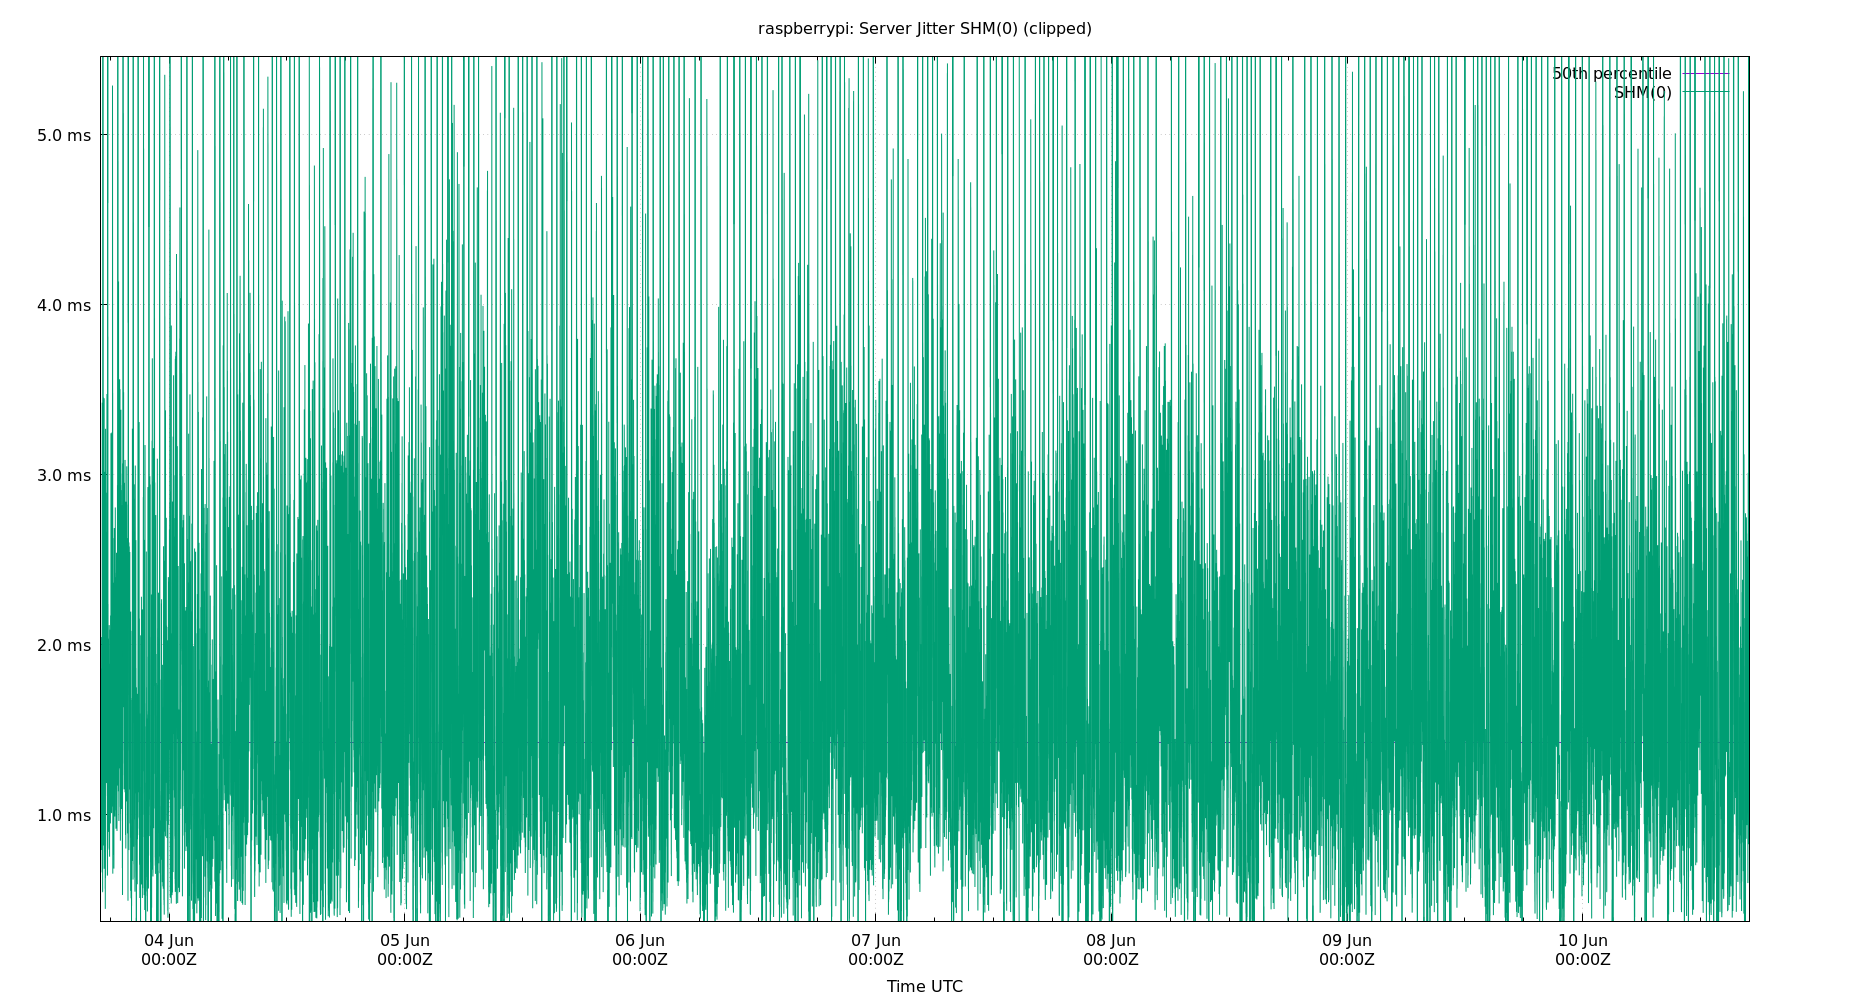 raspberrypi: Server Jitter SHM(0) (clipped)
50th percentile
SHM(0)
5.0 ms
4.0 ms
3.0 ms
2.0 ms
1.0 ms
04 Jun 05 Jun 06 Jun 07 Jun 08 Jun 09 Jun 10 Jun
00:00Z 00:00Z 00:00Z 00:00Z 00:00Z 00:00Z 00:00Z
Time UTC